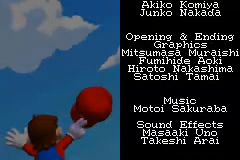 Akiko Komiya
Junko Nakada
Opening & Ending
Graphics
Mitsumasa Muraishi
Fumihide Aoki
Hiroto Nakashima
Satoshi Tamai
Music
Motoi Sakuraba
Sound Effects
Masaaki Uno
Takeshi Arai